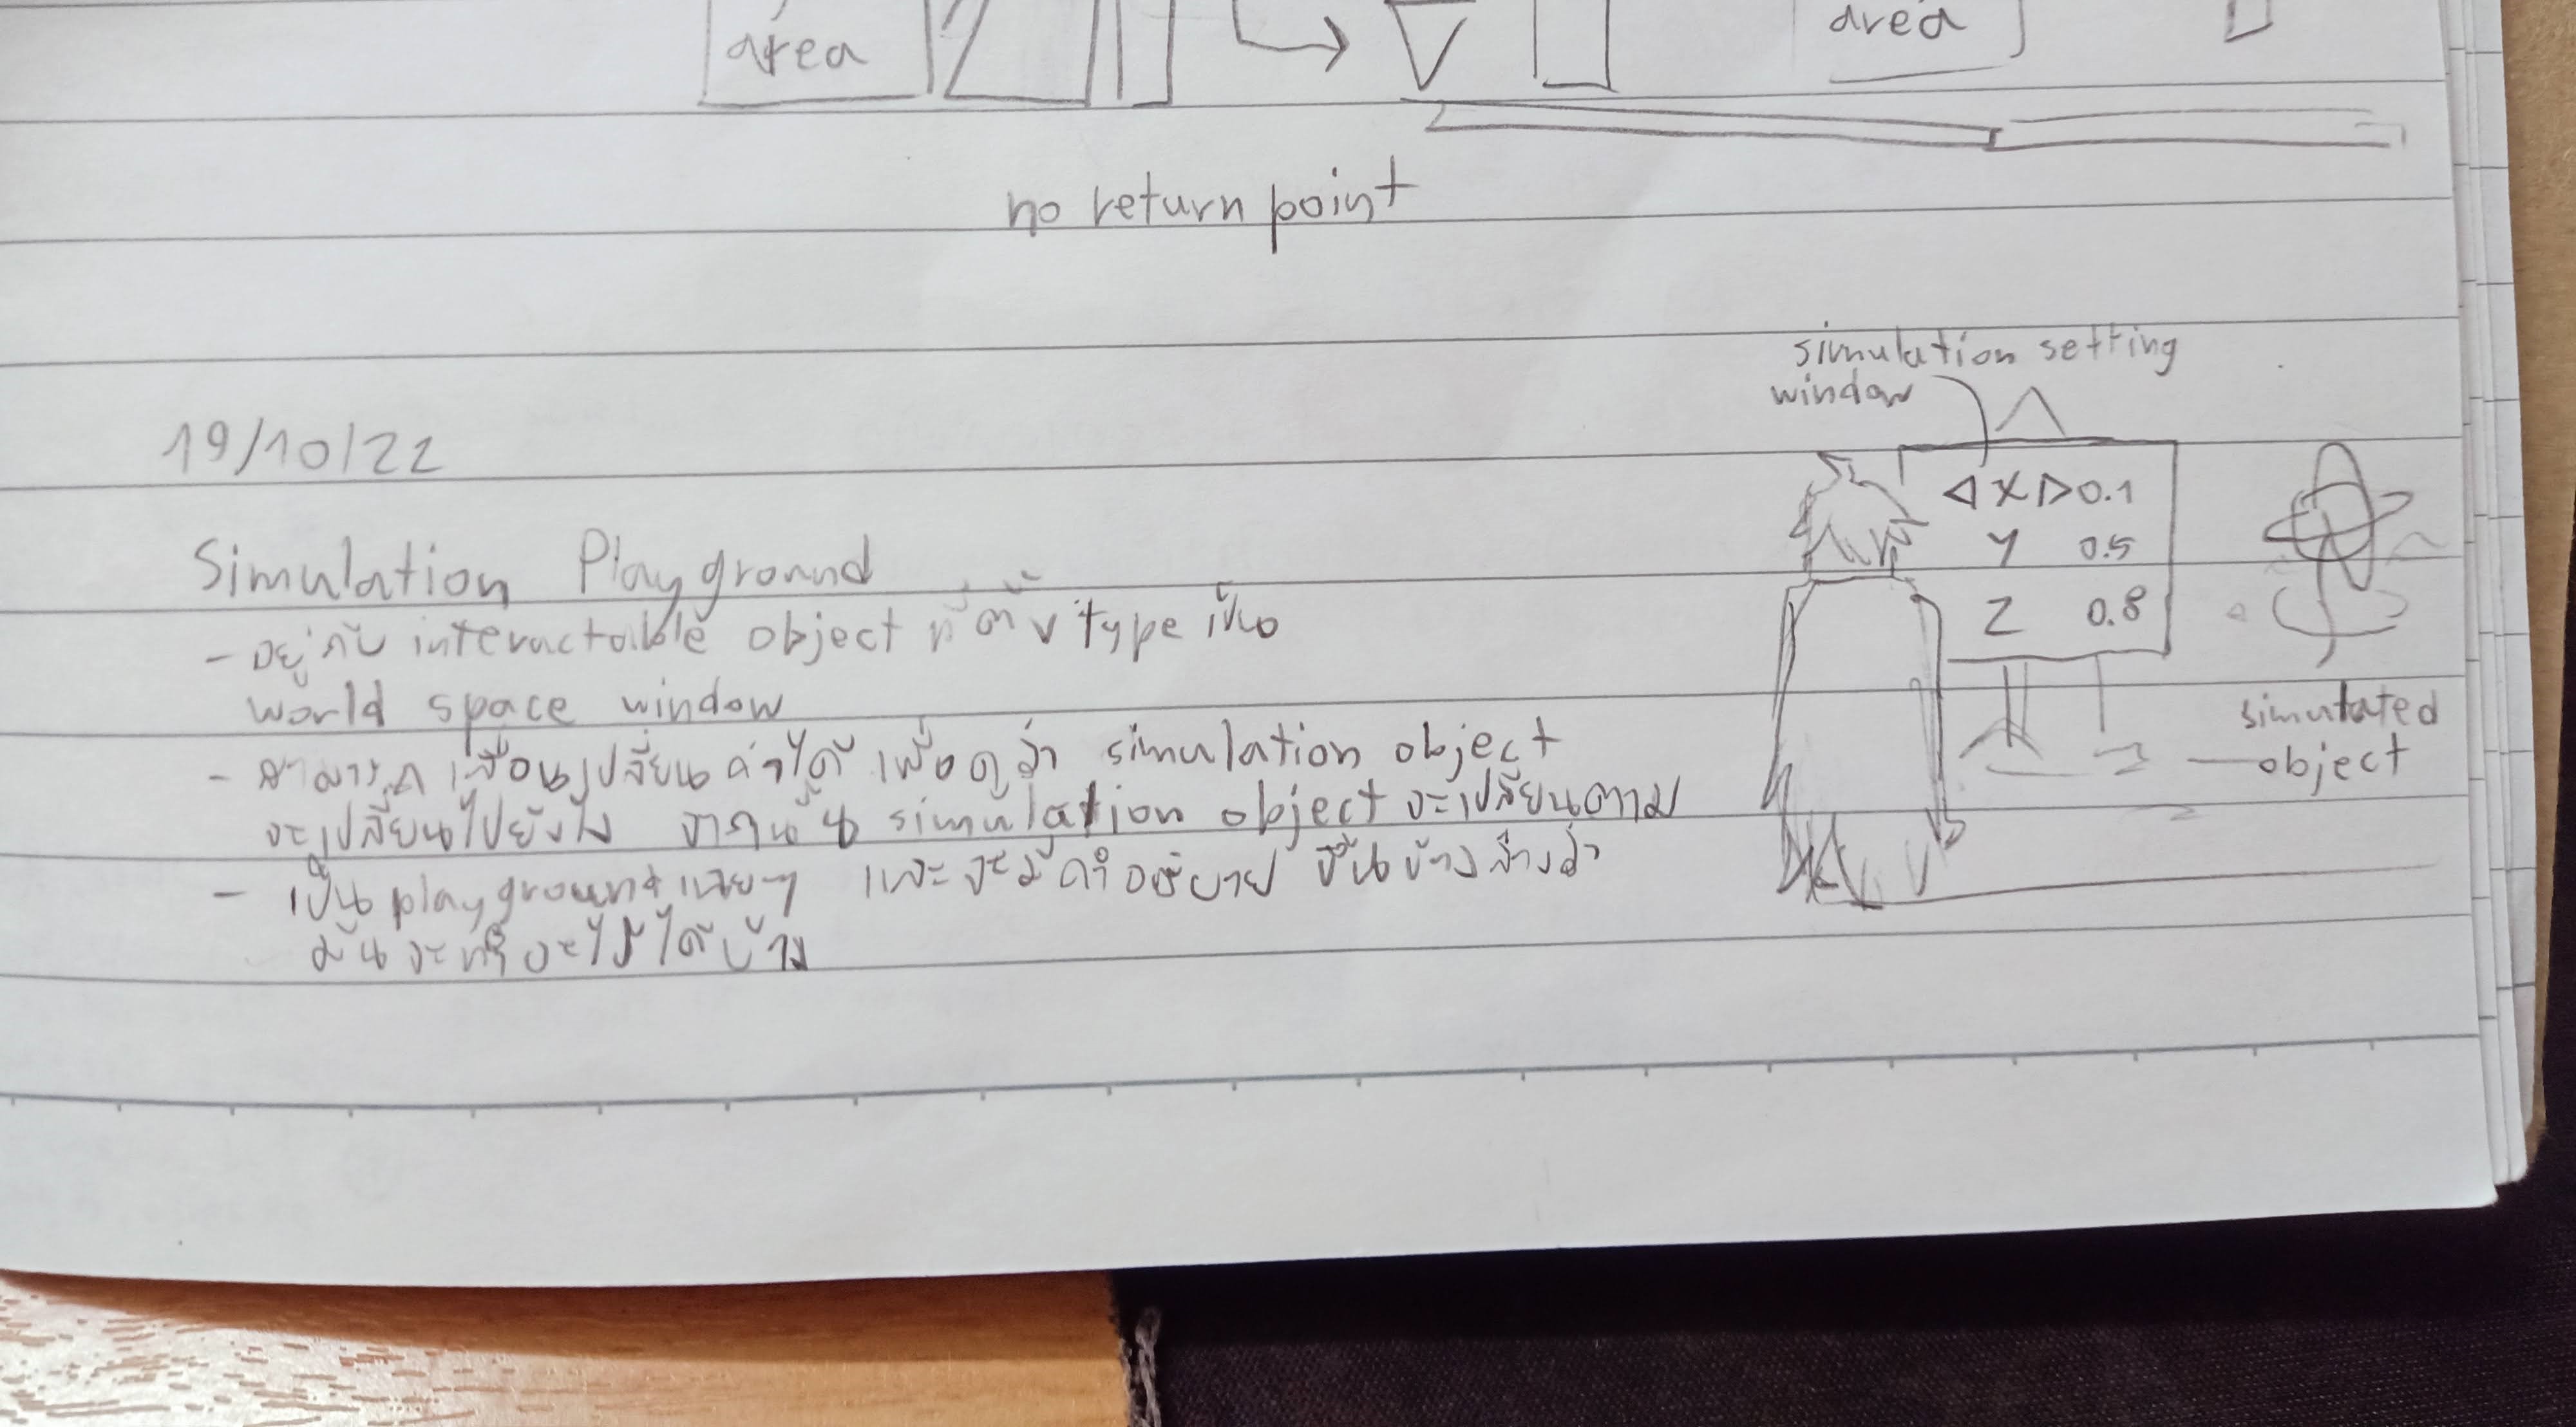 area
area
no return point
19/10/22
Simulation Playground
- อยู่กับ interactable object ที่ตั้ง type เป็น
world space window
- สามารถเลื่อนเปลี่ยนค่าได้ เพื่อดูว่า simulation object
จะเปลี่ยนไปยังไง จากนั้น simulation object จะเปลี่ยนตาม
- เป็น playground เลยๆ และจะมีคำอธิบาย ขึ้นข้างล่างว่า
มันจะทำอะไรได้บ้าง
simulation setting
window
◁ X ▷ 0.1
Y 0.5
Z 0.8
simulated
object